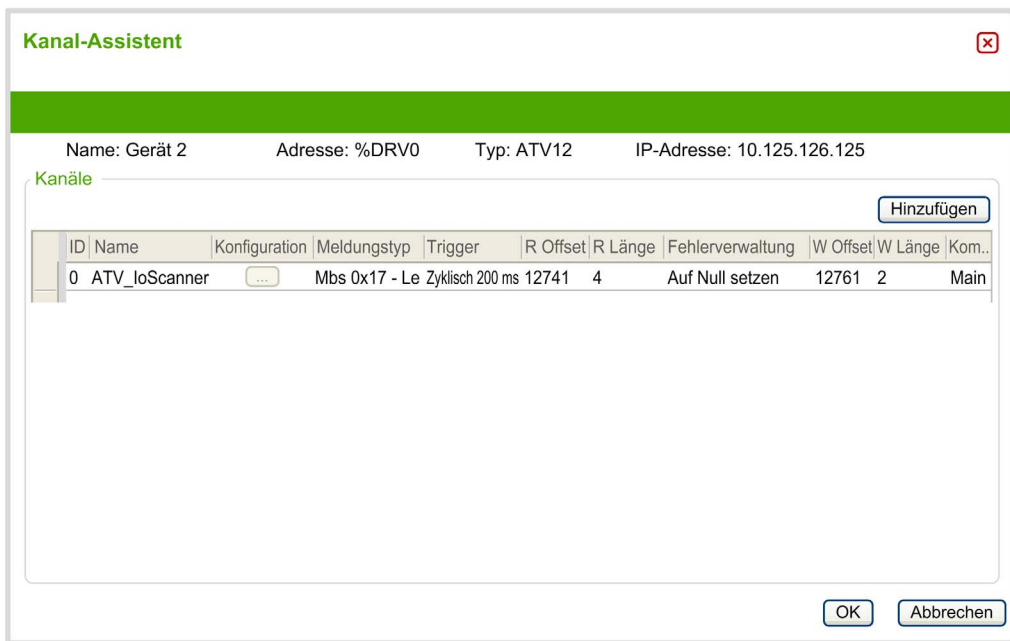 Kanal-Assistent
Name: Gerät 2 Adresse: %DRV0 Typ: ATV12 IP-Adresse: 10.125.126.125
Kanäle
Hinzufügen
ID Name Konfiguration Meldungstyp Trigger R Offset R Länge Fehlerverwaltung W Offset W Länge Kom..
0 ATV_IoScanner ... Mbs 0x17 - Le Zyklisch 200 ms 12741 4 Auf Null setzen 12761 2 Main
OK Abbrechen